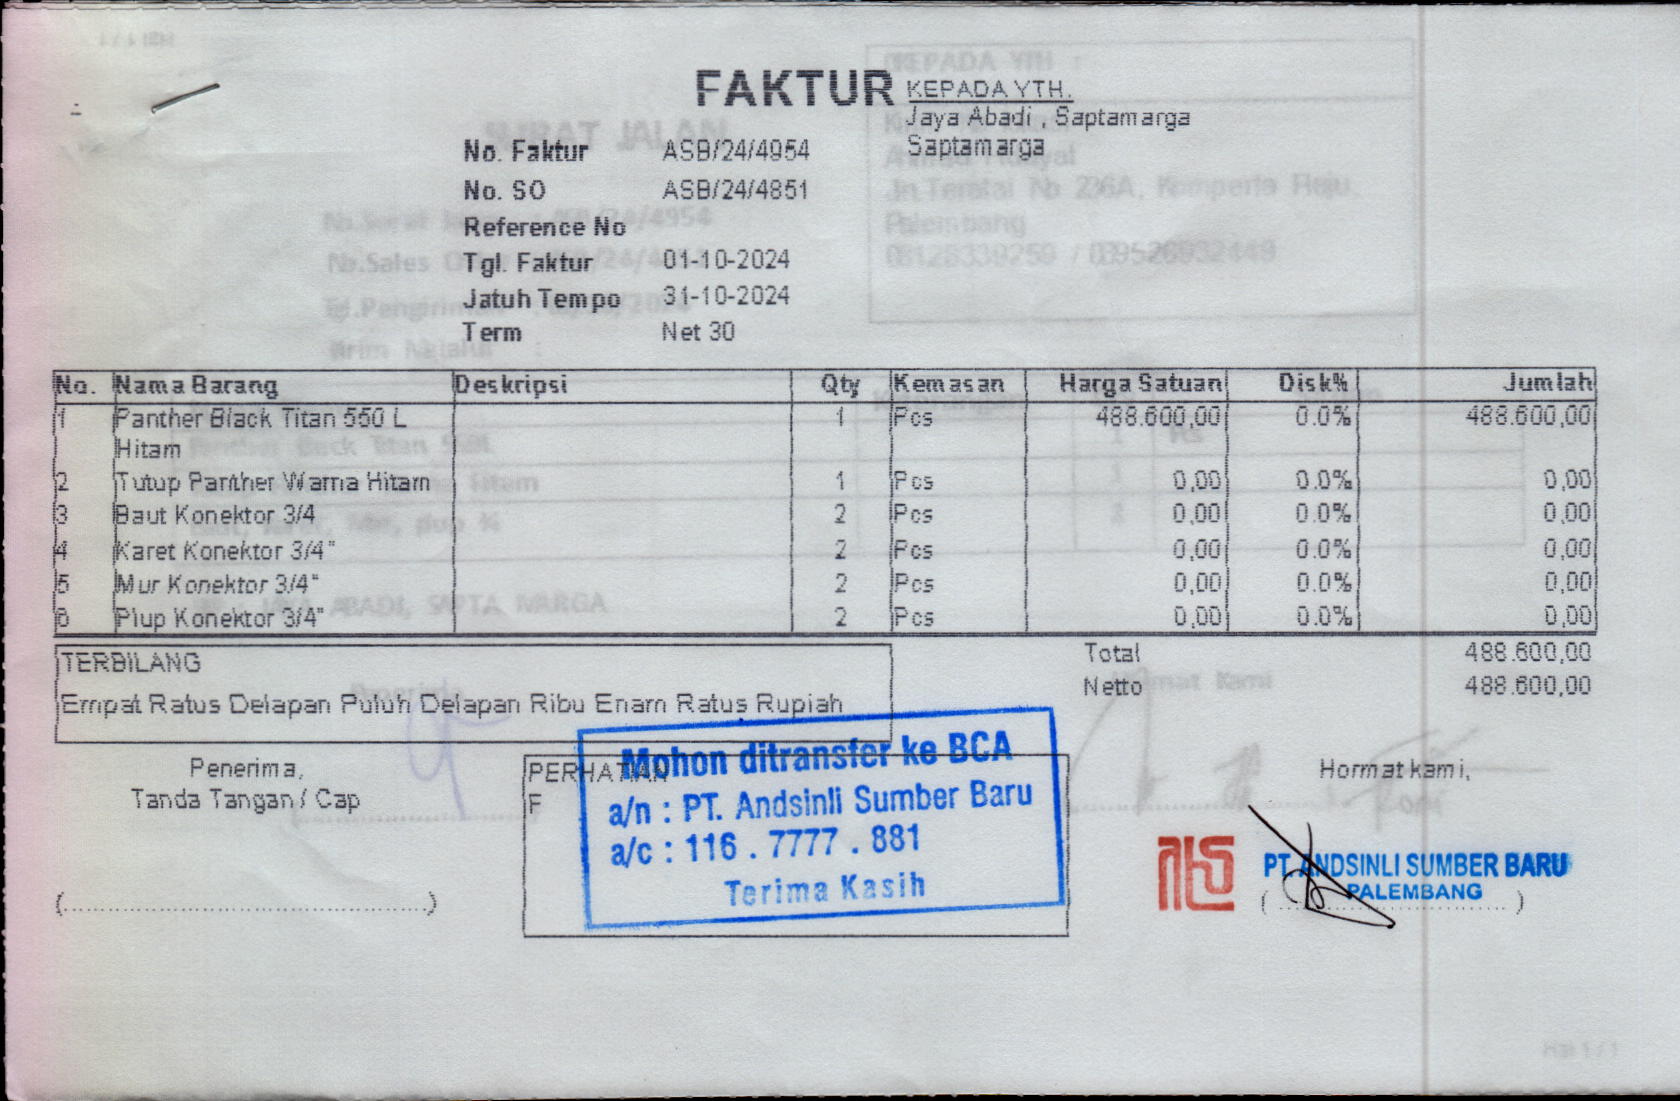 FAKTUR
KEPADA YTH.
Jaya Abadi , Saptamarga
Saptamarga
No. Faktur ASB/24/4954
No. SO ASB/24/4851
Reference No
Tgl. Faktur 01-10-2024
Jatuh Tempo 31-10-2024
Term Net 30
No. Nama Barang Deskripsi Qty Kemasan Harga Satuan Disk% Jumlah
1 Panther Black Titan 550 L 1 Pcs 488.600,00 0.0% 488.600,00
Hitam
2 Tutup Panther Warna Hitam 1 Pcs 0,00 0.0% 0,00
3 Baut Konektor 3/4 2 Pcs 0,00 0.0% 0,00
4 Karet Konektor 3/4" 2 Pcs 0,00 0.0% 0,00
5 Mur Konektor 3/4" 2 Pcs 0,00 0.0% 0,00
6 Plup Konektor 3/4" 2 Pcs 0,00 0.0% 0,00
Total 488.600,00
Netto 488.600,00
TERBILANG
Empat Ratus Delapan Puluh Delapan Ribu Enam Ratus Rupiah
Penerima,
Tanda Tangan / Cap
(..............................)
PERHATIAN
F
Mohon ditransfer ke BCA
a/n : PT. Andsinli Sumber Baru
a/c : 116 . 7777 . 881
Terima Kasih
Hormat kami,
PT. ANDSINLI SUMBER BARU
PALEMBANG
(..............................)